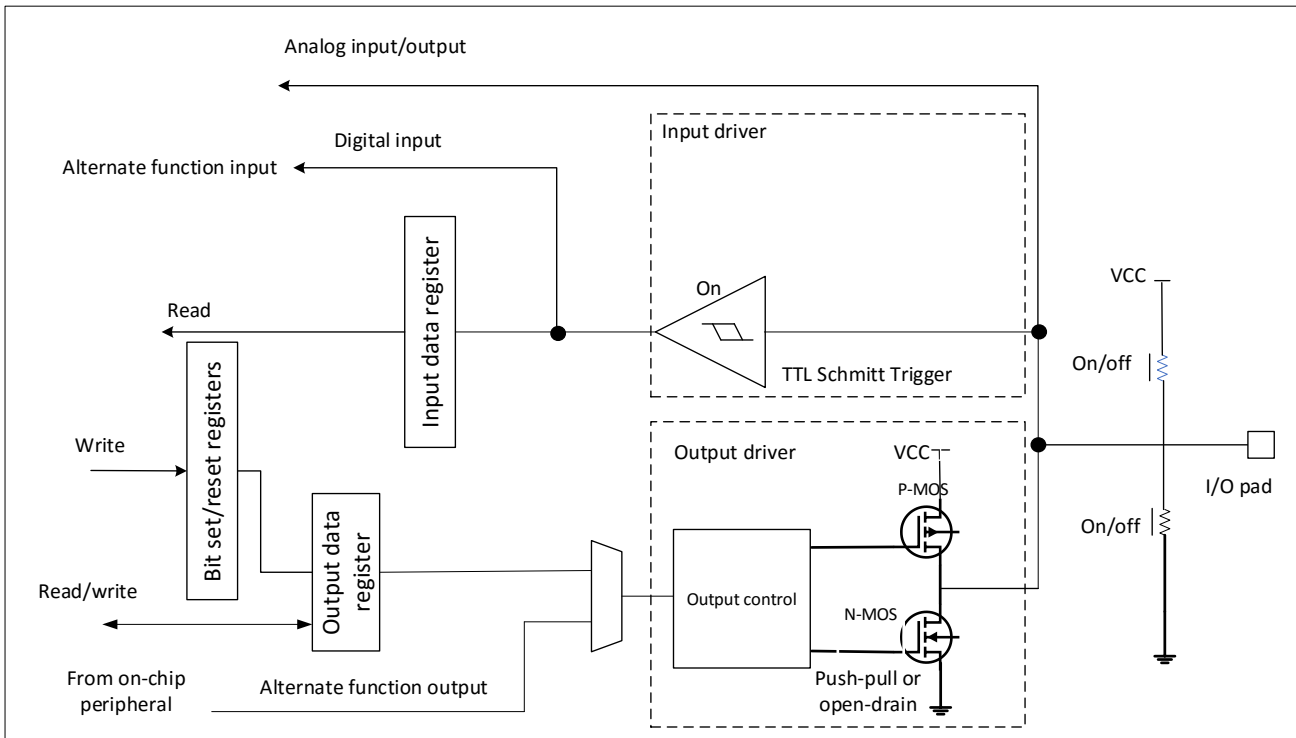 Analog input/output
Input driver
Digital input
Alternate function input
Input data register
On
VCC
Read
On/off
TTL Schmitt Trigger
Bit set/reset registers
Write
Output driver
VCC
P-MOS
I/O pad
On/off
Output data
register
Read/write
Output control
N-MOS
From on-chip
peripheral
Alternate function output
Push-pull or
open-drain